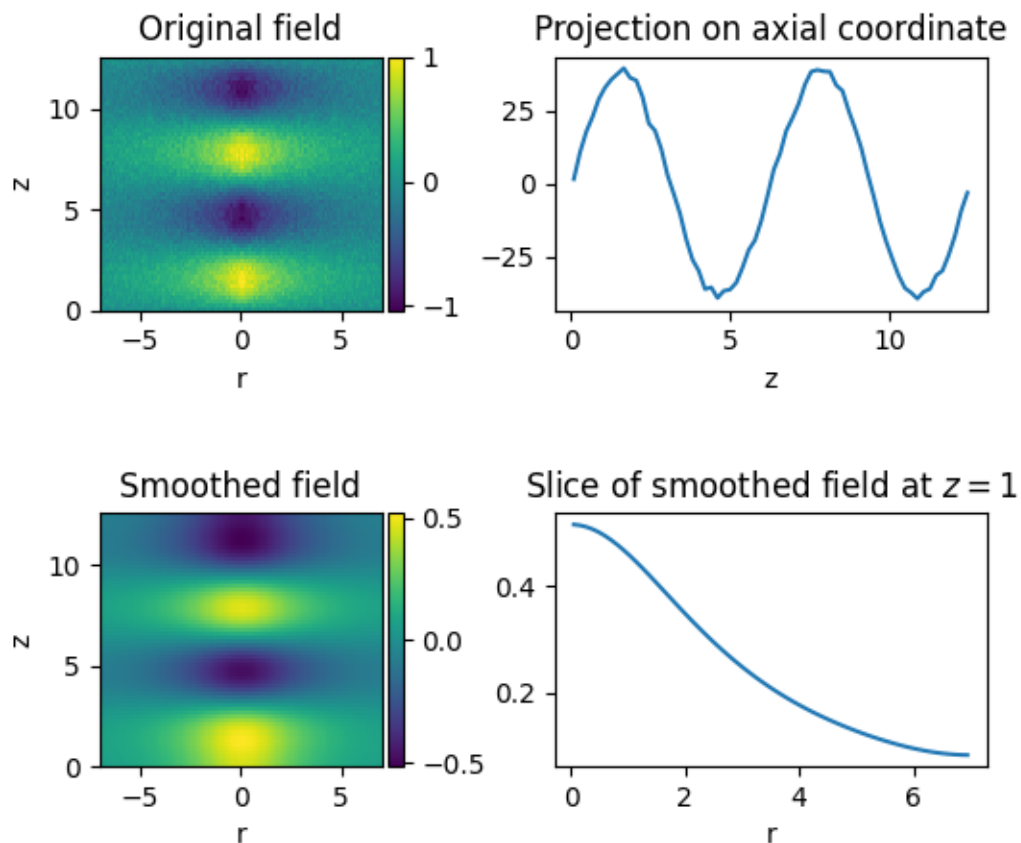 Original field
10
5
0
z
−5 0 5
r
1
0
−1
Projection on axial coordinate
25
0
−25
0 5 10
z
Smoothed field
10
5
0
z
−5 0 5
r
0.5
0.0
−0.5
Slice of smoothed field at z = 1
0.4
0.2
0 2 4 6
r